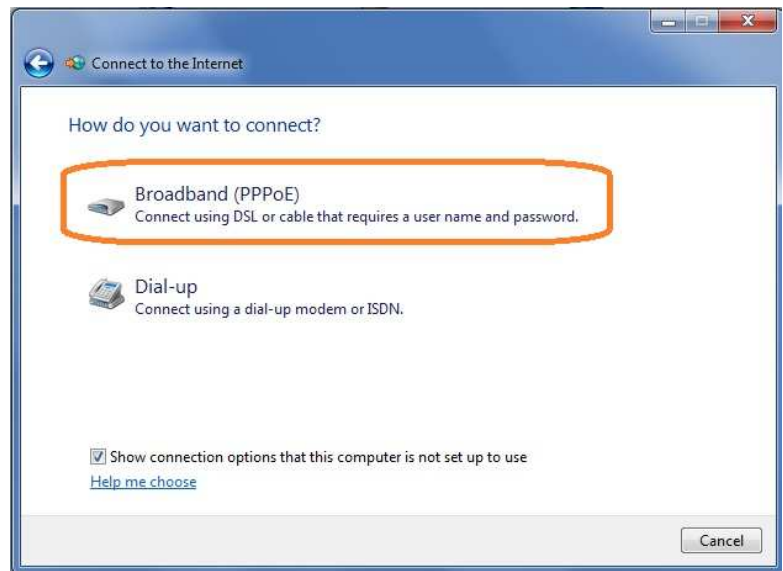 Connect to the Internet
How do you want to connect?
Broadband (PPPoE)
Connect using DSL or cable that requires a user name and password.
Dial-up
Connect using a dial-up modem or ISDN.
Show connection options that this computer is not set up to use
Help me choose
Cancel